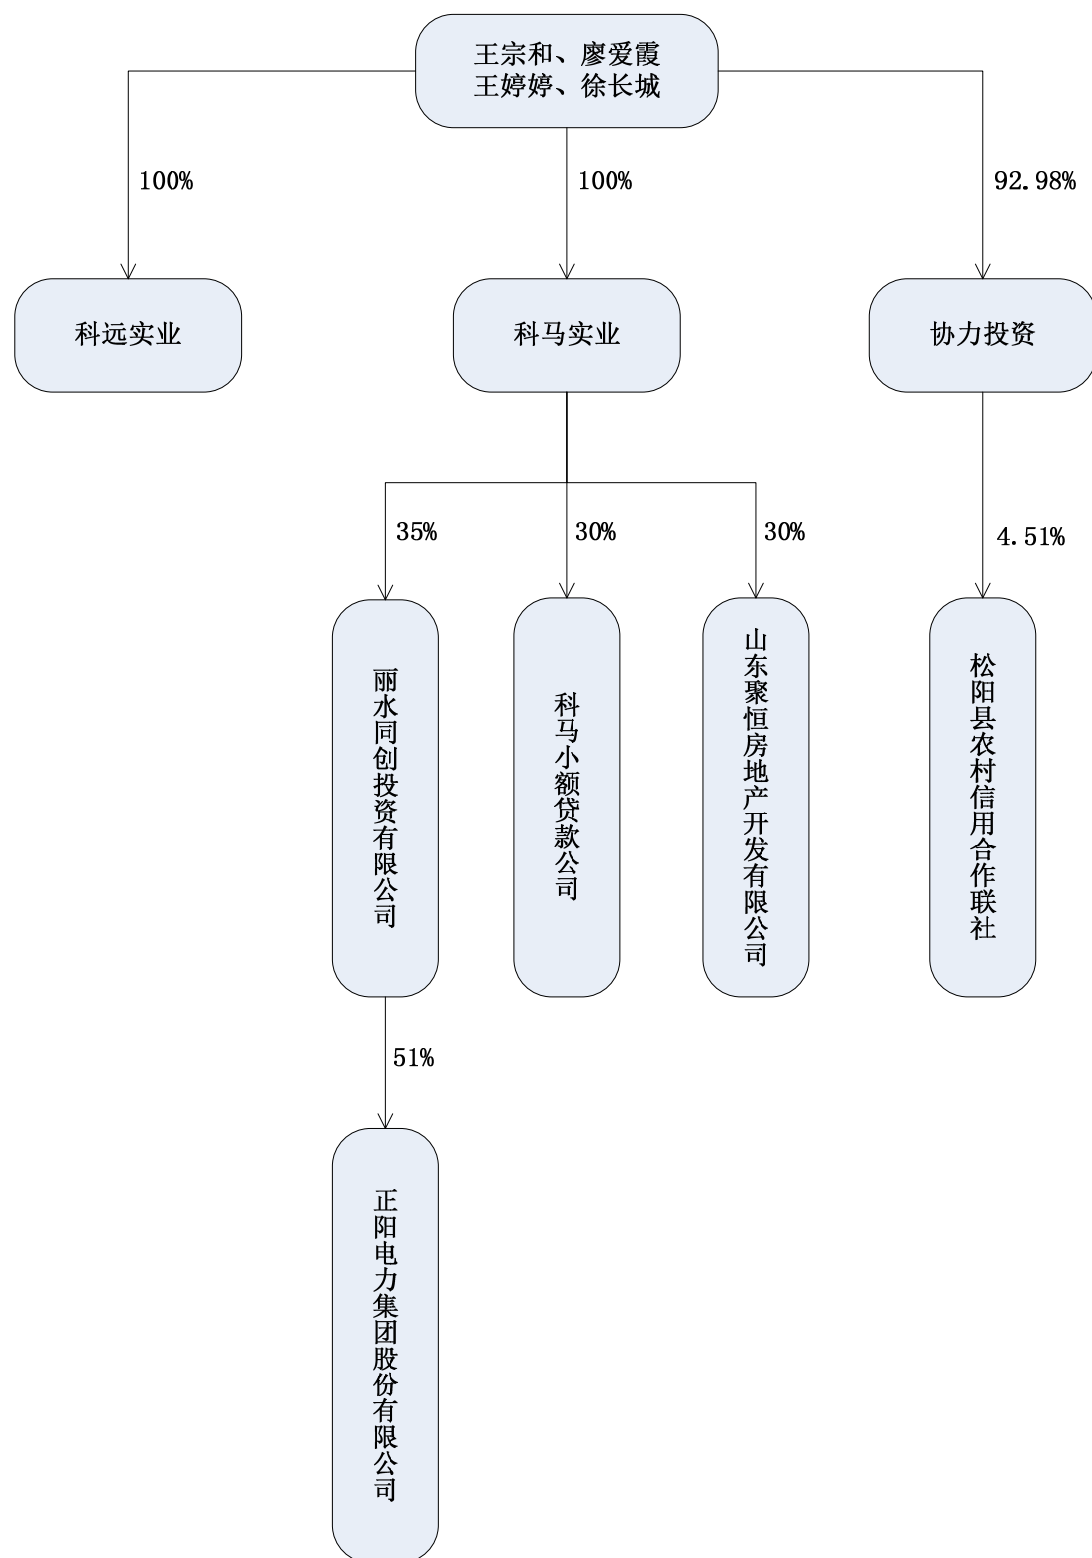 王宗和、廖爱霞
王婷婷、徐长城
100%
100%
92.98%
科远实业
科马实业
协力投资
35%
30%
30%
4.51%
丽水同创投资有限公司
科马小额贷款公司
山东聚恒房地产开发有限公司
松阳县农村信用合作联社
51%
正阳电力集团股份有限公司